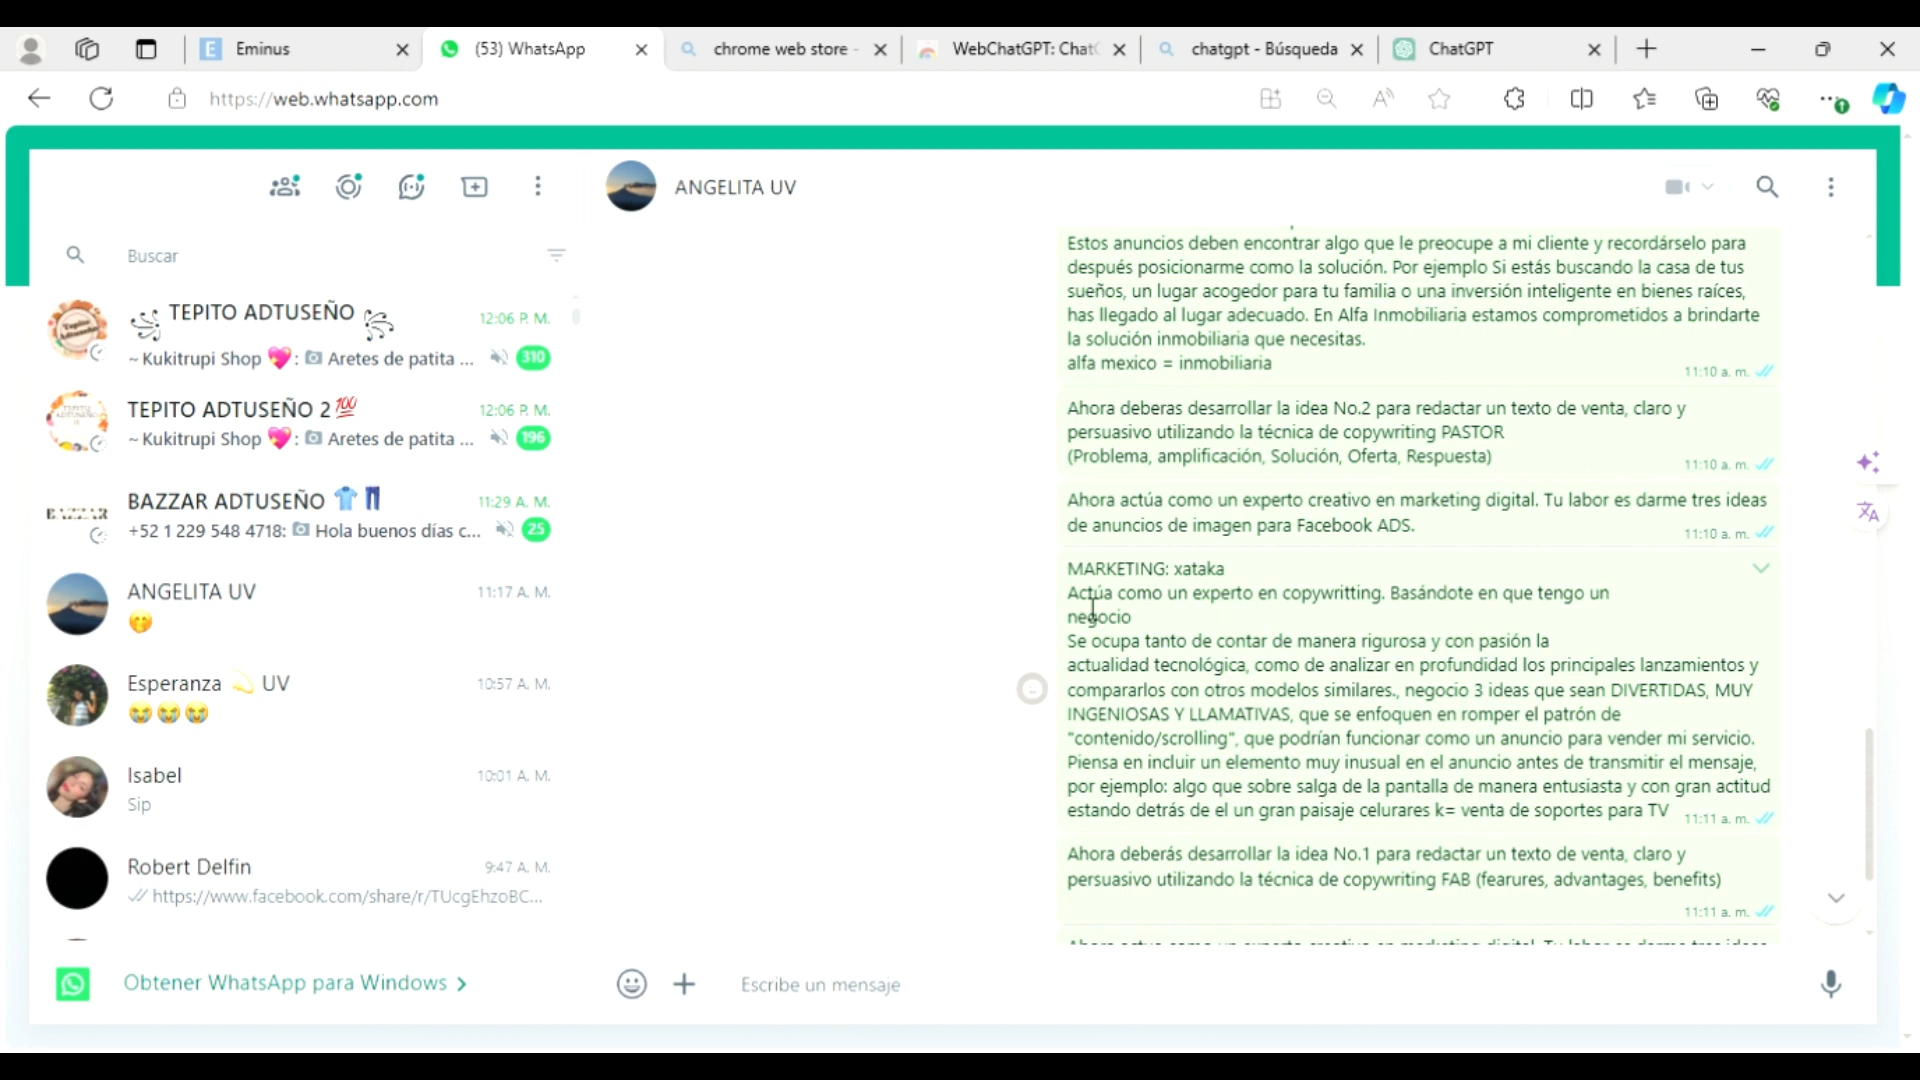 Eminus
(53) WhatsApp
chrome web store -
WebChatGPT: ChatG
chatgpt - Búsqueda
ChatGPT
https://web.whatsapp.com
ANGELITA UV
Buscar
TEPITO ADTUSEÑO
12:06 P. M.
~ Kukitrupi Shop 💖: 📷 Aretes de patita ...
310
TEPITO ADTUSEÑO 2💯
12:06 P. M.
~ Kukitrupi Shop 💖: 📷 Aretes de patita ...
196
BAZZAR ADTUSEÑO 👕👖
11:29 A. M.
+52 1 229 548 4718: 📷 Hola buenos días c...
25
ANGELITA UV
11:17 A. M.
Esperanza 💫 UV
10:57 A. M.
😭😭😭
Isabel
10:01 A. M.
Sip
Robert Delfin
9:47 A. M.
https://www.facebook.com/share/r/TUcgEhzoBC...
Obtener WhatsApp para Windows
Estos anuncios deben encontrar algo que le preocupe a mi cliente y recordárselo para
después posicionarme como la solución. Por ejemplo Si estás buscando la casa de tus
sueños, un lugar acogedor para tu familia o una inversión inteligente en bienes raíces,
has llegado al lugar adecuado. En Alfa Inmobiliaria estamos comprometidos a brindarte
la solución inmobiliaria que necesitas.
alfa mexico = inmobiliaria
11:10 a. m.
Ahora deberas desarrollar la idea No.2 para redactar un texto de venta, claro y
persuasivo utilizando la técnica de copywriting PASTOR
(Problema, amplificación, Solución, Oferta, Respuesta)
11:10 a. m.
Ahora actúa como un experto creativo en marketing digital. Tu labor es darme tres ideas
de anuncios de imagen para Facebook ADS.
11:10 a. m.
MARKETING: xataka
Actúa como un experto en copywritting. Basándote en que tengo un
negocio
Se ocupa tanto de contar de manera rigurosa y con pasión la
actualidad tecnológica, como de analizar en profundidad los principales lanzamientos y
compararlos con otros modelos similares., negocio 3 ideas que sean DIVERTIDAS, MUY
INGENIOSAS Y LLAMATIVAS, que se enfoquen en romper el patrón de
"contenido/scrolling", que podrían funcionar como un anuncio para vender mi servicio.
Piensa en incluir un elemento muy inusual en el anuncio antes de transmitir el mensaje,
por ejemplo: algo que sobre salga de la pantalla de manera entusiasta y con gran actitud
estando detrás de el un gran paisaje celurares k= venta de soportes para TV
11:11 a. m.
Ahora deberás desarrollar la idea No.1 para redactar un texto de venta, claro y
persuasivo utilizando la técnica de copywriting FAB (fearures, advantages, benefits)
11:11 a. m.
Escribe un mensaje